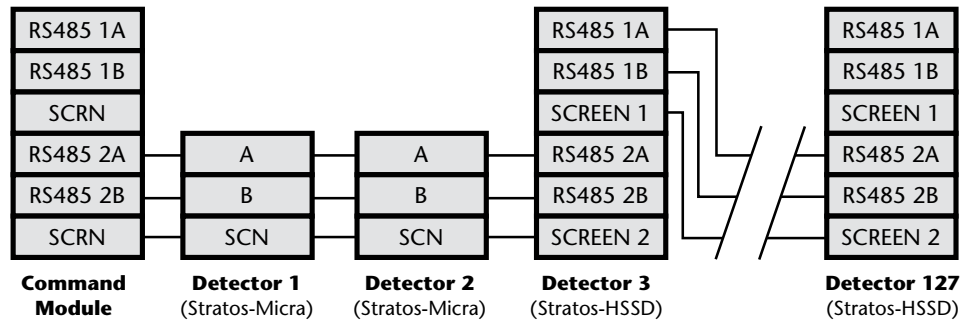 RS485 1A RS485 1A RS485 1A
RS485 1B RS485 1B RS485 1B
SCRN SCREEN 1 SCREEN 1
RS485 2A A A RS485 2A RS485 2A
RS485 2B B B RS485 2B RS485 2B
SCRN SCN SCN SCREEN 2 SCREEN 2
Command Module
Detector 1
(Stratos-Micra)
Detector 2
(Stratos-Micra)
Detector 3
(Stratos-HSSD)
Detector 127
(Stratos-HSSD)